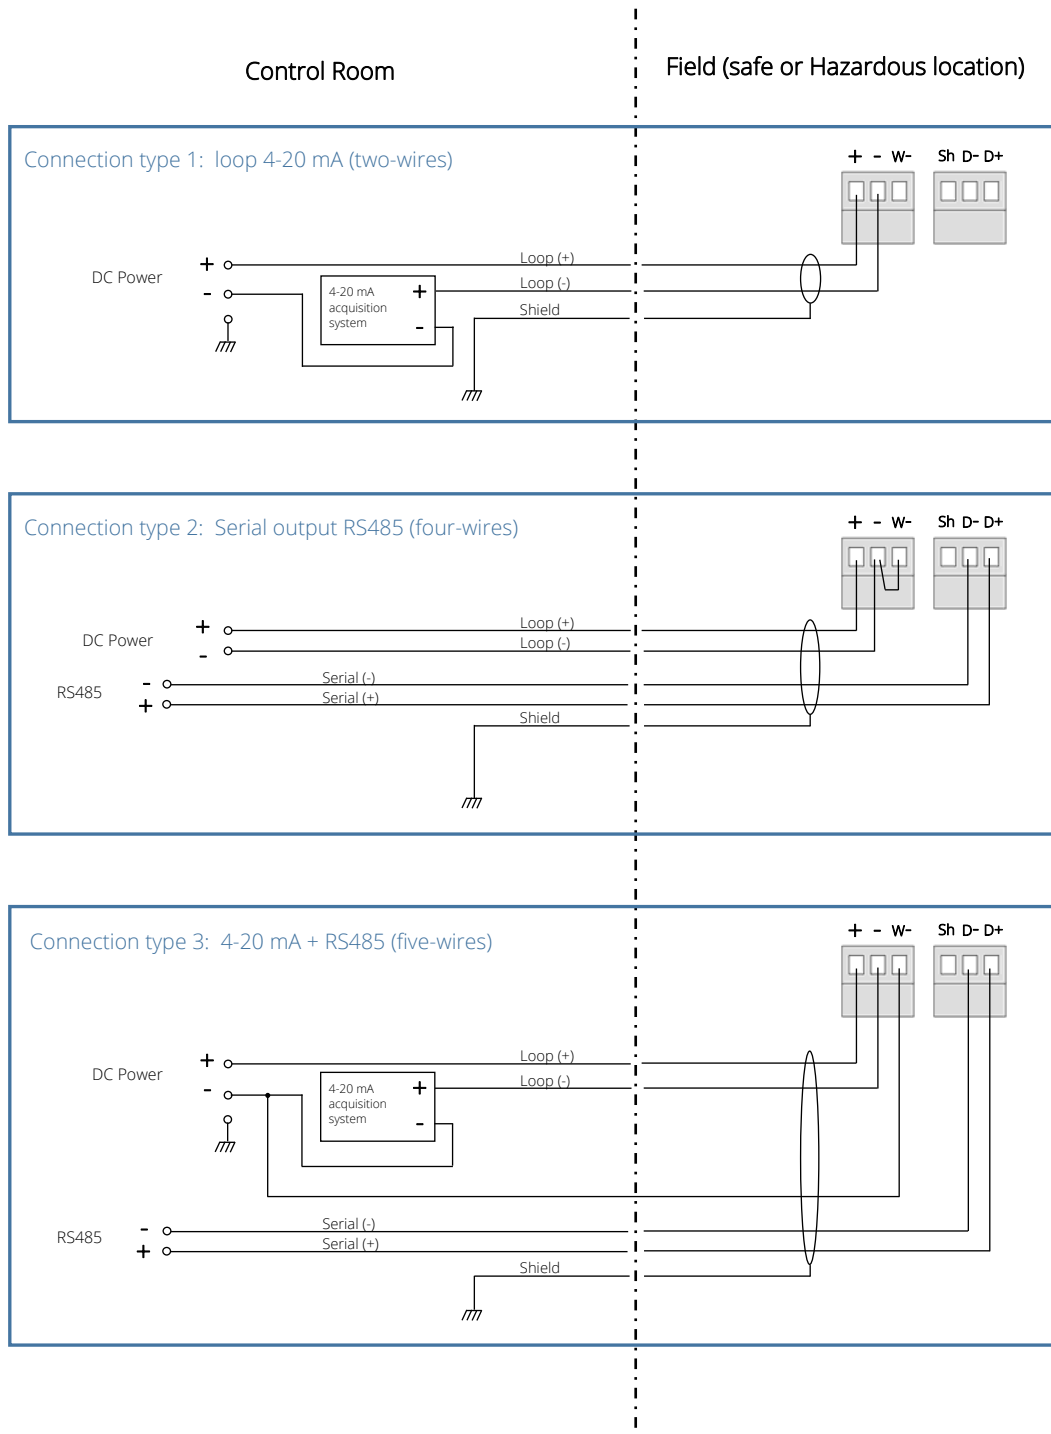 Control Room
Field (safe or Hazardous location)
Connection type 1: loop 4-20 mA (two-wires)
+ - W- Sh D- D+
DC Power
+
-
4-20 mA
acquisition
system
+
-
Loop (+)
Loop (-)
Shield
Connection type 2: Serial output RS485 (four-wires)
+ - W- Sh D- D+
DC Power
+
-
RS485
-
+
Loop (+)
Loop (-)
Serial (-)
Serial (+)
Shield
Connection type 3: 4-20 mA + RS485 (five-wires)
+ - W- Sh D- D+
DC Power
+
-
4-20 mA
acquisition
system
+
-
Loop (+)
Loop (-)
RS485
-
+
Serial (-)
Serial (+)
Shield